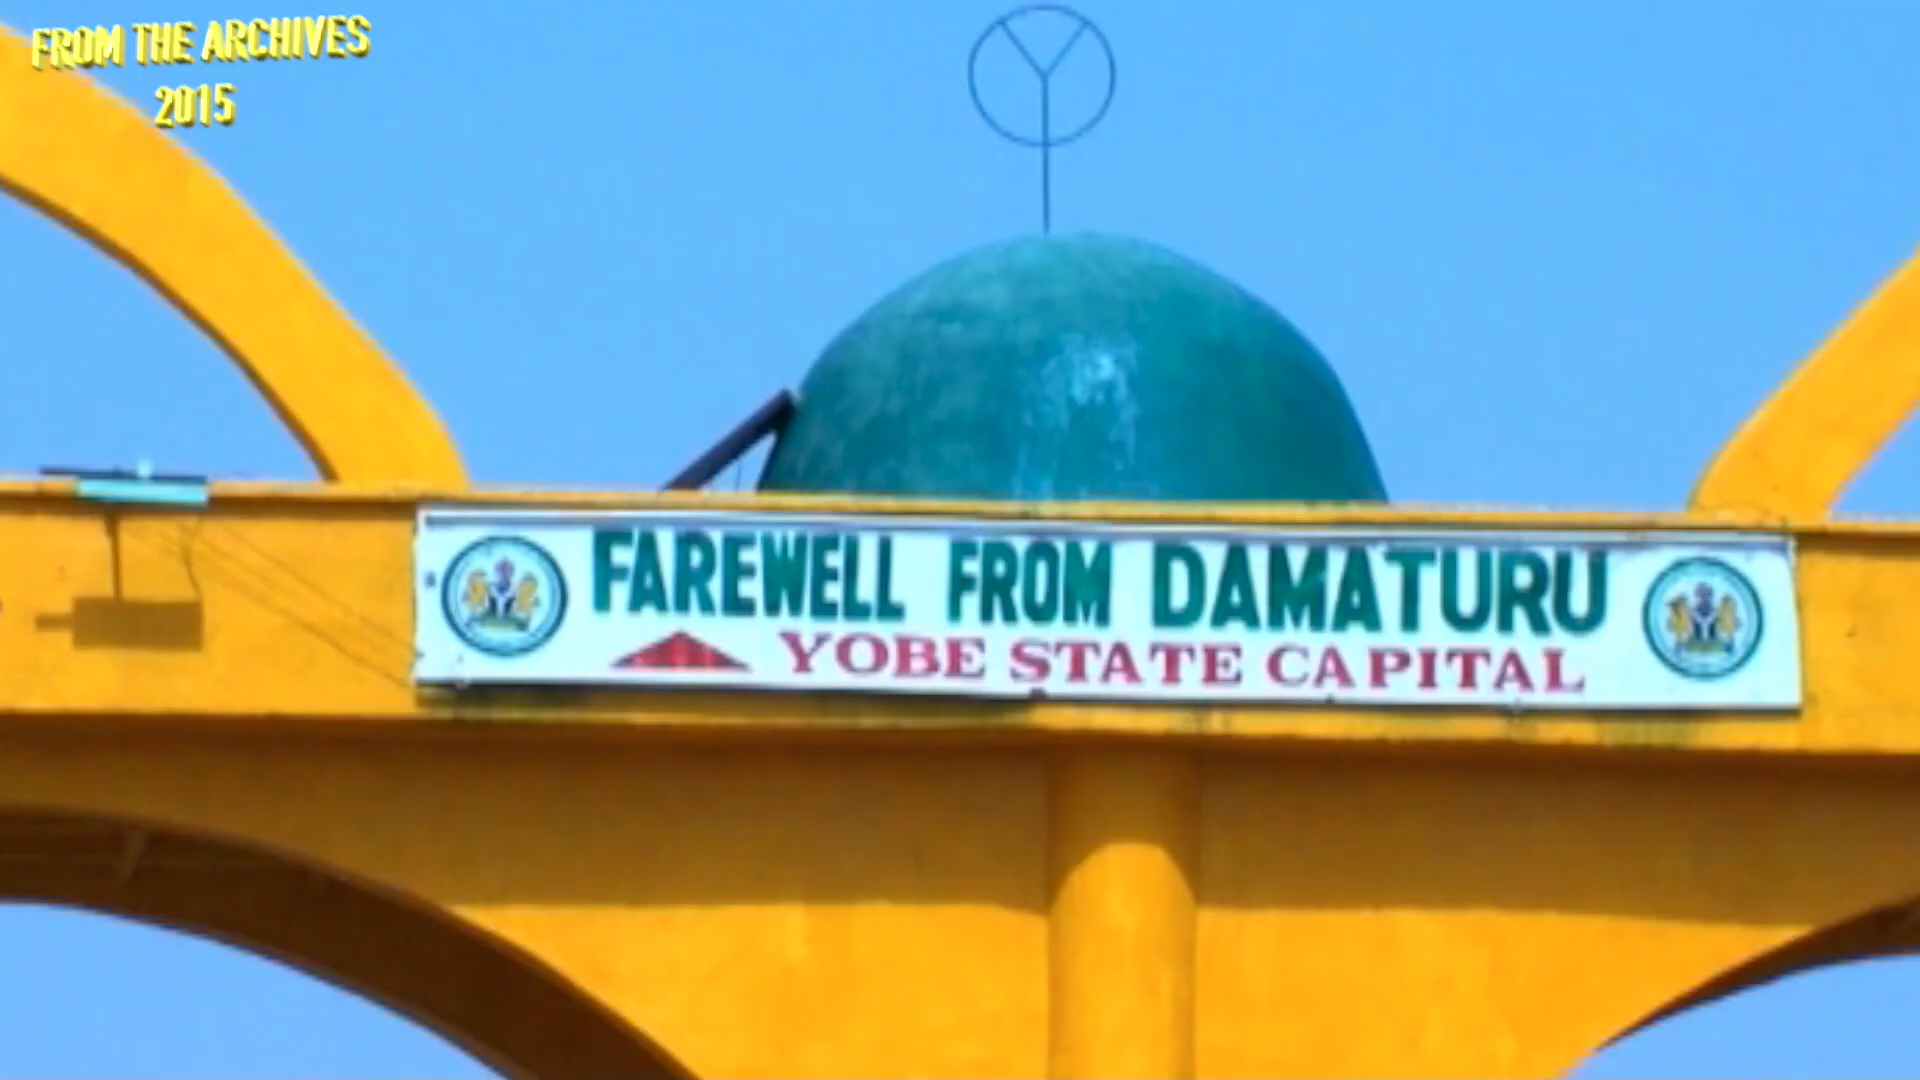 FROM THE ARCHIVES
2015
FAREWELL FROM DAMATURU
YOBE STATE CAPITAL